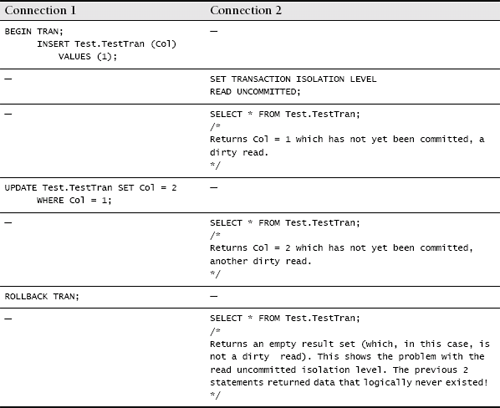 Connection 1 Connection 2
BEGIN TRAN; —
INSERT Test.TestTran (Col)
VALUES (1);
— SET TRANSACTION ISOLATION LEVEL
READ UNCOMMITTED;
— SELECT * FROM Test.TestTran;
/*
Returns Col = 1 which has not yet been committed, a
dirty read.
*/
UPDATE Test.TestTran SET Col = 2 —
WHERE Col = 1;
— SELECT * FROM Test.TestTran;
/*
Returns Col = 2 which has not yet been committed,
another dirty read.
*/
ROLLBACK TRAN; —
— SELECT * FROM Test.TestTran;
/*
Returns an empty result set (which, in this case, is
not a dirty read). This shows the problem with the
read uncommitted isolation level. The previous 2
statements returned data that logically never existed!
*/